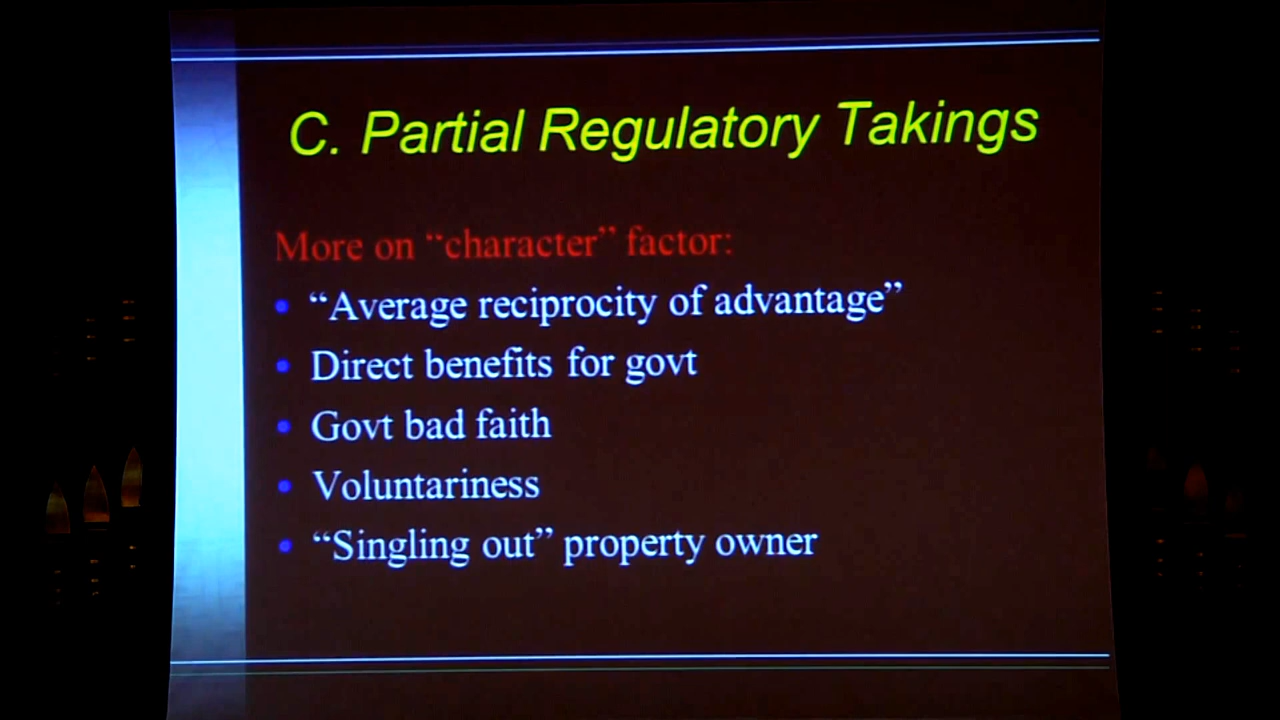 C. Partial Regulatory Takings
More on “character” factor:
• “Average reciprocity of advantage”
• Direct benefits for govt
• Govt bad faith
• Voluntariness
• “Singling out” property owner